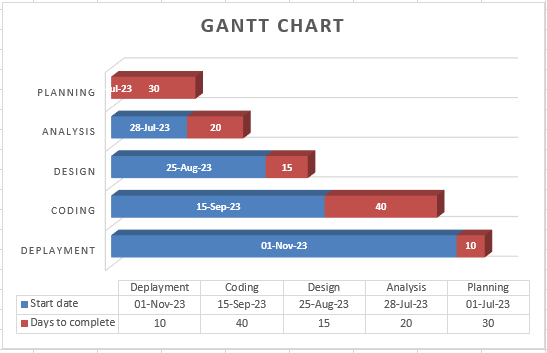 GANTT CHART
PLANNING ul-23 30
ANALYSIS 28-Jul-23 20
DESIGN 25-Aug-23 15
CODING 15-Sep-23 40
DEPLAYMENT 01-Nov-23 10
Deplayment Coding Design Analysis Planning
Start date 01-Nov-23 15-Sep-23 25-Aug-23 28-Jul-23 01-Jul-23
Days to complete 10 40 15 20 30